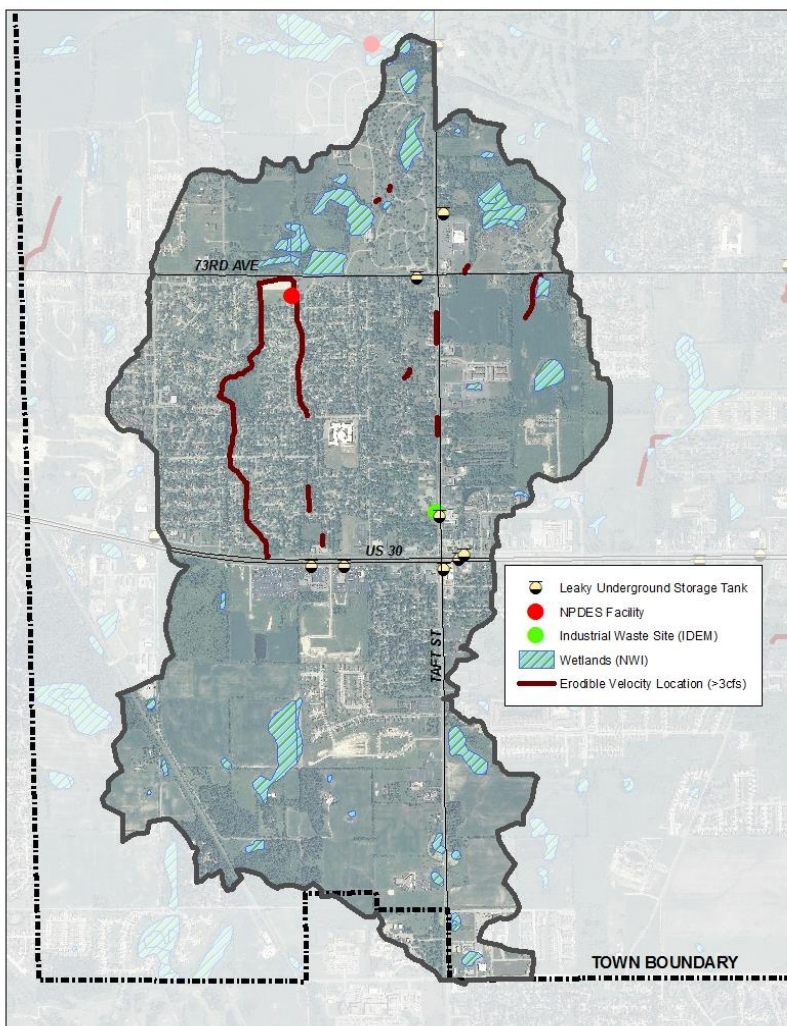 73RD AVE
US 30
TAFT ST
Leaky Underground Storage Tank
NPDES Facility
Industrial Waste Site (IDEM)
Wetlands (NWI)
Erodible Velocity Location (>3cfs)
TOWN BOUNDARY